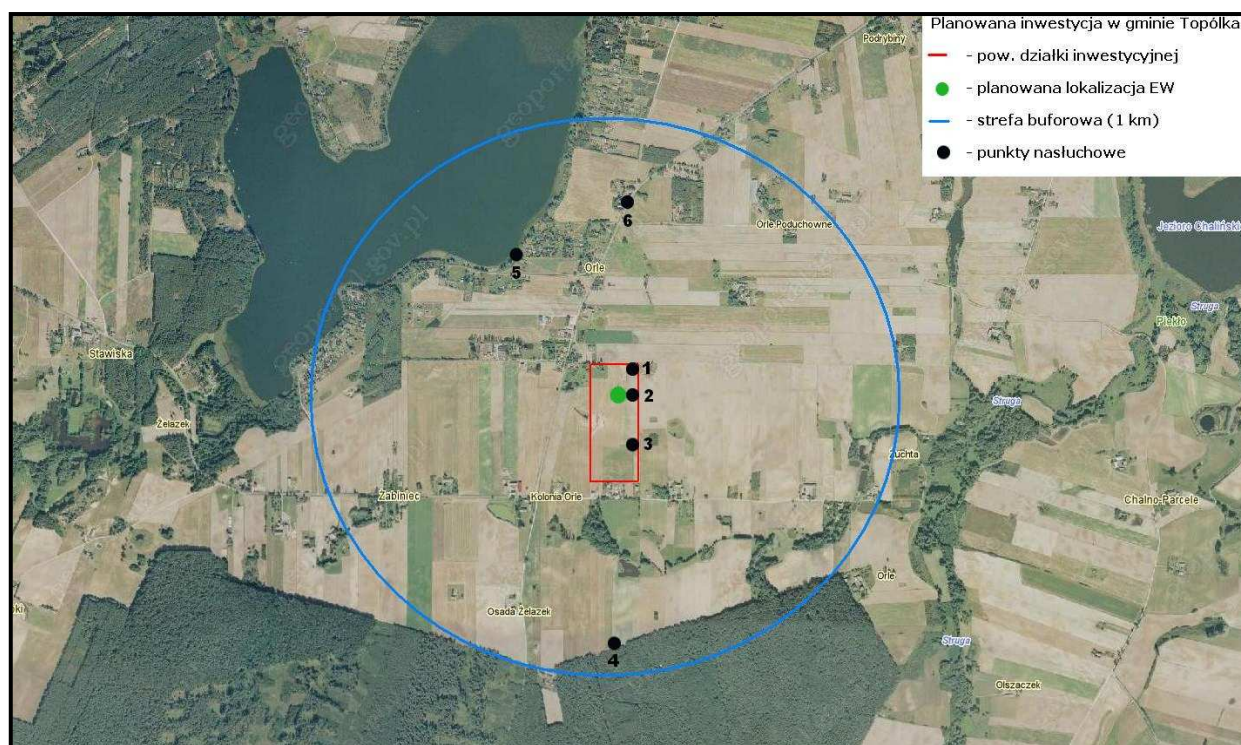 Planowana inwestycja w gminie Topólka
- pow. działki inwestycyjnej
- planowana lokalizacja EW
- strefa buforowa (1 km)
- punkty nasłuchowe
Podrybiny
6
Orle Poduchowne
Jezioro Chalińskie
5
Orle
Struga
Piekło
Stawiska
1
2
Struga
Żelazek
3
Żuchta
Żabiniec
Kolonia Orle
Chalno-Parcele
Orle
Osada Żelazek
4
Struga
Olszaczek